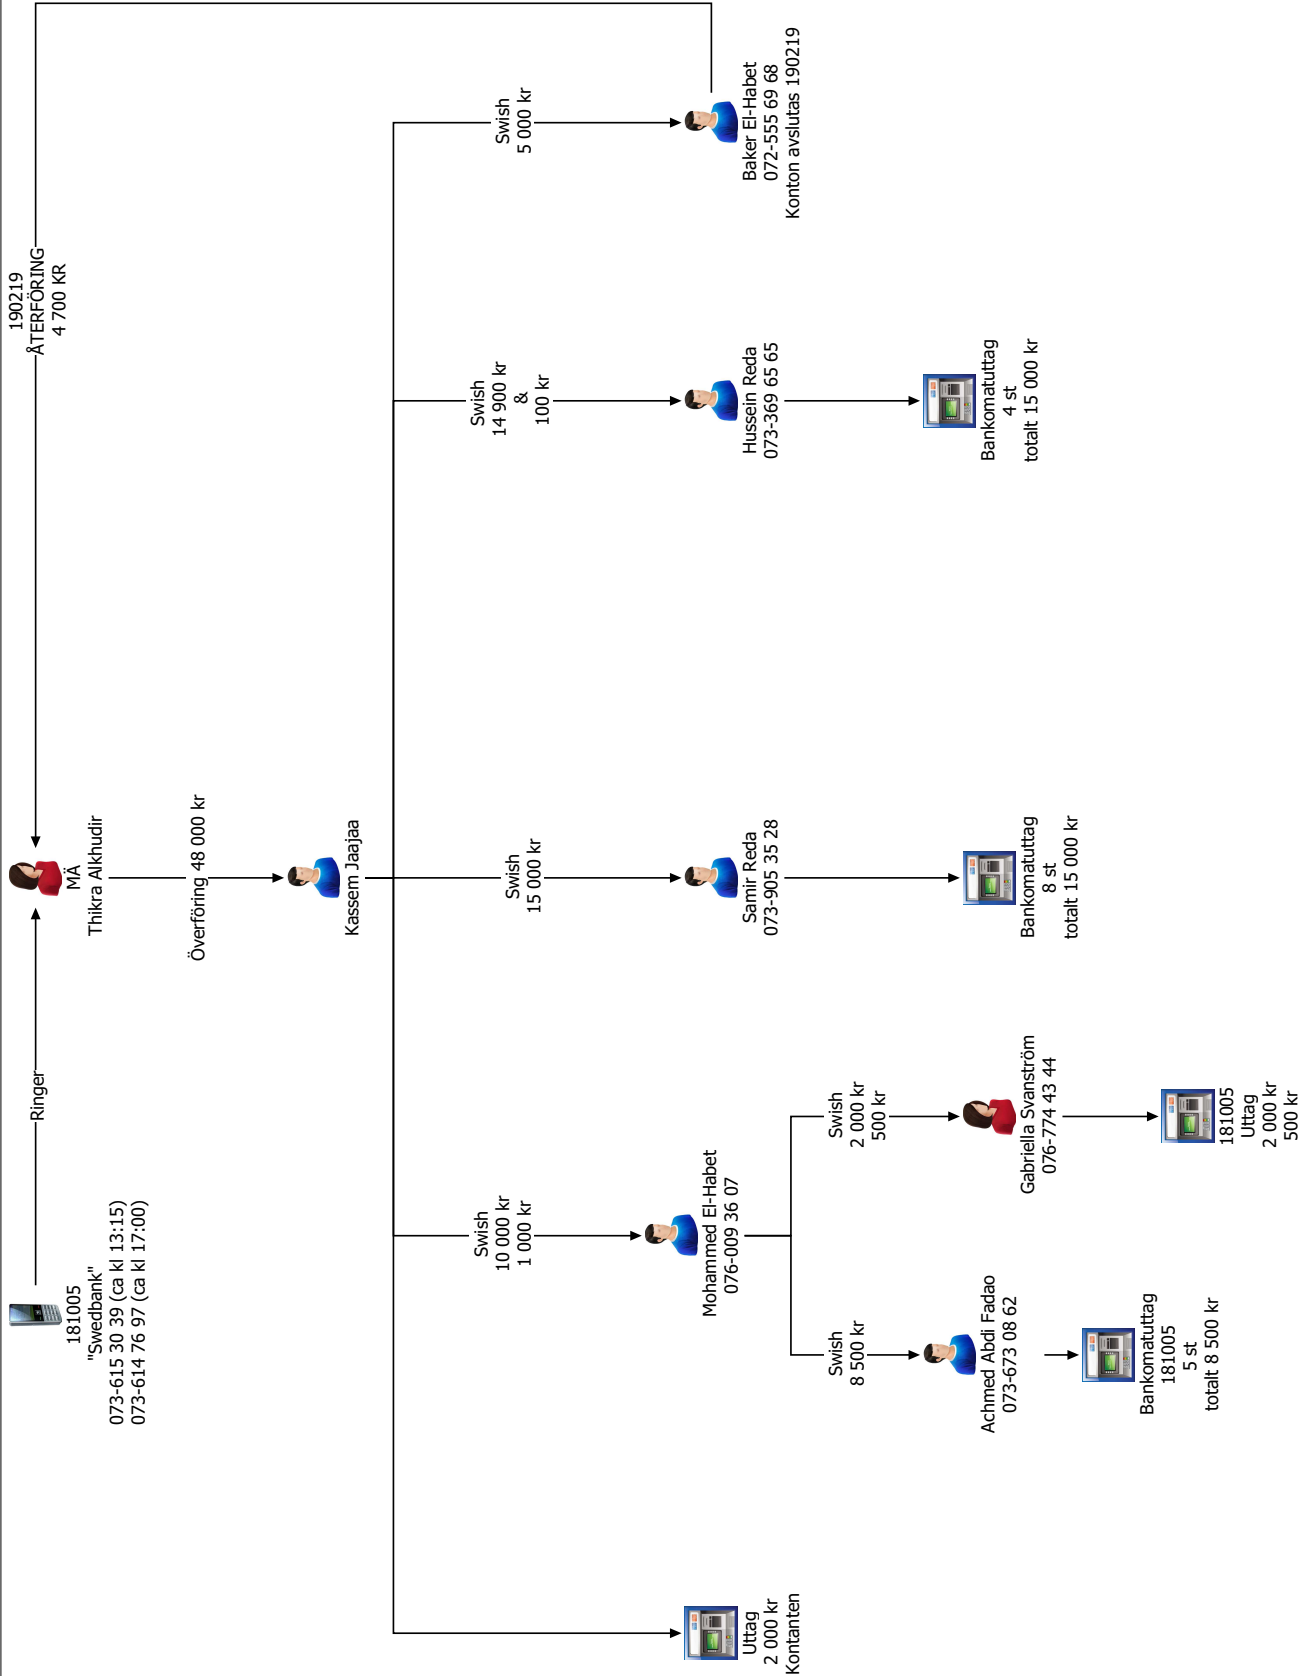 181005
"Swedbank"
073-615 30 39 (ca kl 13:15)
073-614 76 97 (ca kl 17:00)
Ringer
MÄ
Thikra Alkhudir
190219
ÅTERFÖRING
4 700 KR
Överföring 48 000 kr
Kassem Jaajaa
Uttag
2 000 kr
Kontanten
Swish
10 000 kr
1 000 kr
Mohammed El-Habet
076-009 36 07
Swish
8 500 kr
Achmed Abdi Fadao
073-673 08 62
Bankomatuttag
181005
5 st
totalt 8 500 kr
Swish
2 000 kr
500 kr
Gabriella Svanström
076-774 43 44
181005
Uttag
2 000 kr
500 kr
Swish
15 000 kr
Samir Reda
073-905 35 28
Bankomatuttag
8 st
totalt 15 000 kr
Swish
14 900 kr
&
100 kr
Hussein Reda
073-369 65 65
Bankomatuttag
4 st
totalt 15 000 kr
Swish
5 000 kr
Baker El-Habet
072-555 69 68
Konton avslutas 190219